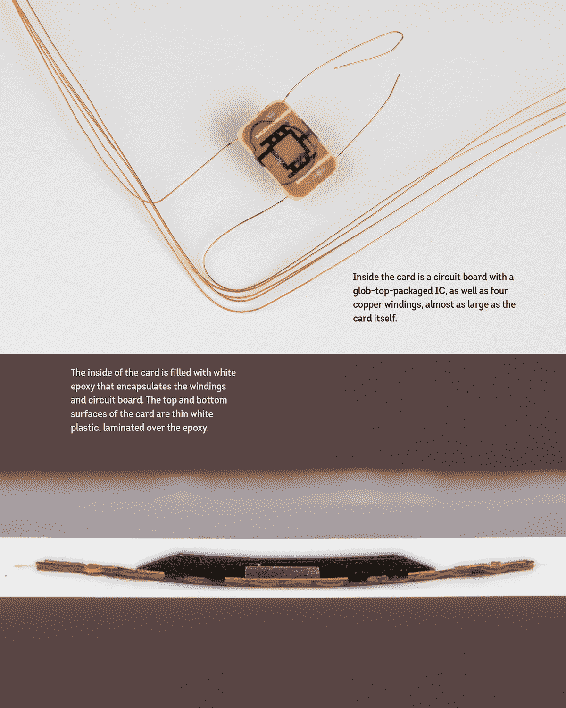 Inside the card is a circuit board with a
glob-top-packaged IC, as well as four
copper windings, almost as large as the
card itself.
The inside of the card is filled with white
epoxy that encapsulates the windings
and circuit board. The top and bottom
surfaces of the card are thin white
plastic, laminated over the epoxy